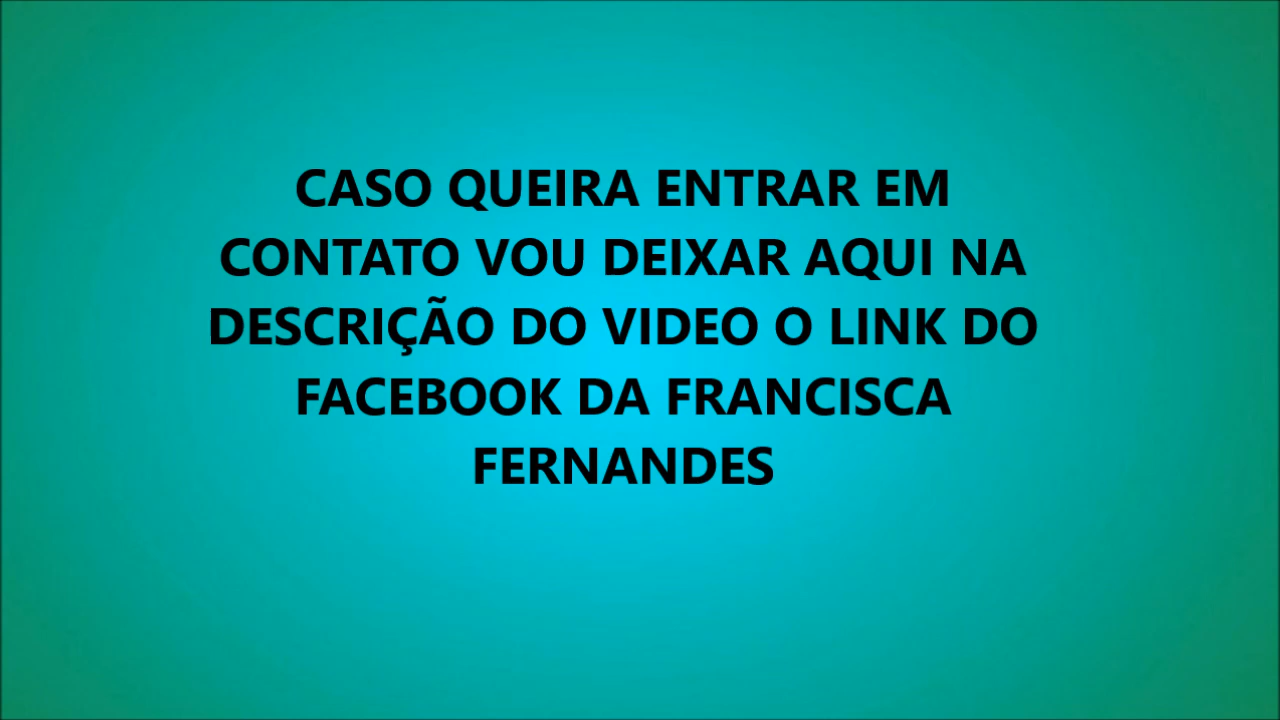 CASO QUEIRA ENTRAR EM
CONTATO VOU DEIXAR AQUI NA
DESCRIÇÃO DO VIDEO O LINK DO
FACEBOOK DA FRANCISCA
FERNANDES